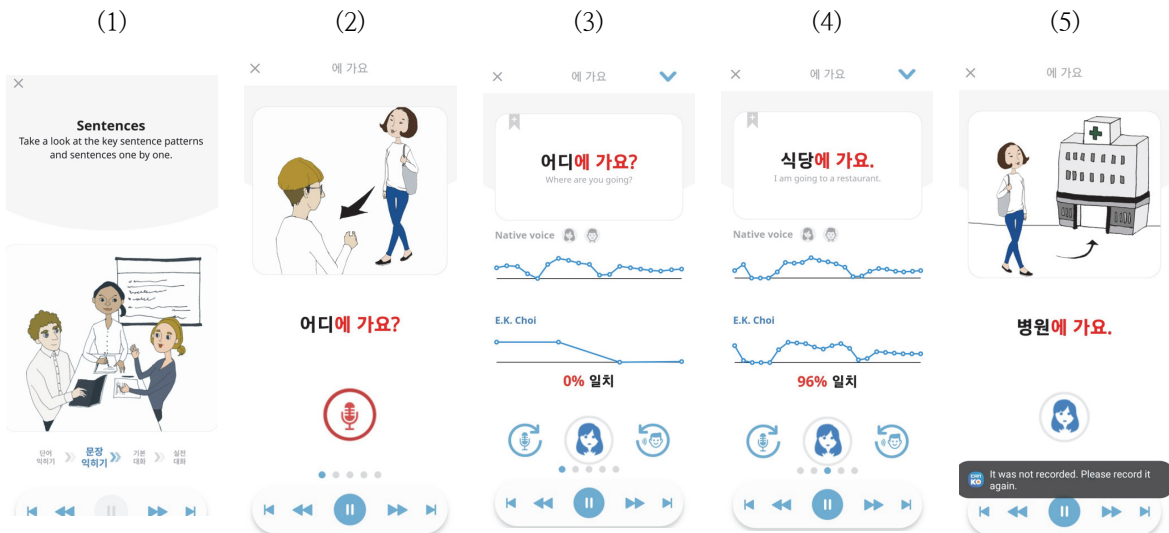 (1)
Sentences
Take a look at the key sentence patterns
and sentences one by one.
단어
익히기
문장
익히기
기본
대화
실전
대화
(2)
에 가요
어디에 가요?
(3)
에 가요
어디에 가요?
Where are you going?
Native voice
E.K. Choi
0% 일치
(4)
에 가요
식당에 가요.
I am going to a restaurant.
Native voice
E.K. Choi
96% 일치
(5)
에 가요
병원에 가요.
It was not recorded. Please record it
again.